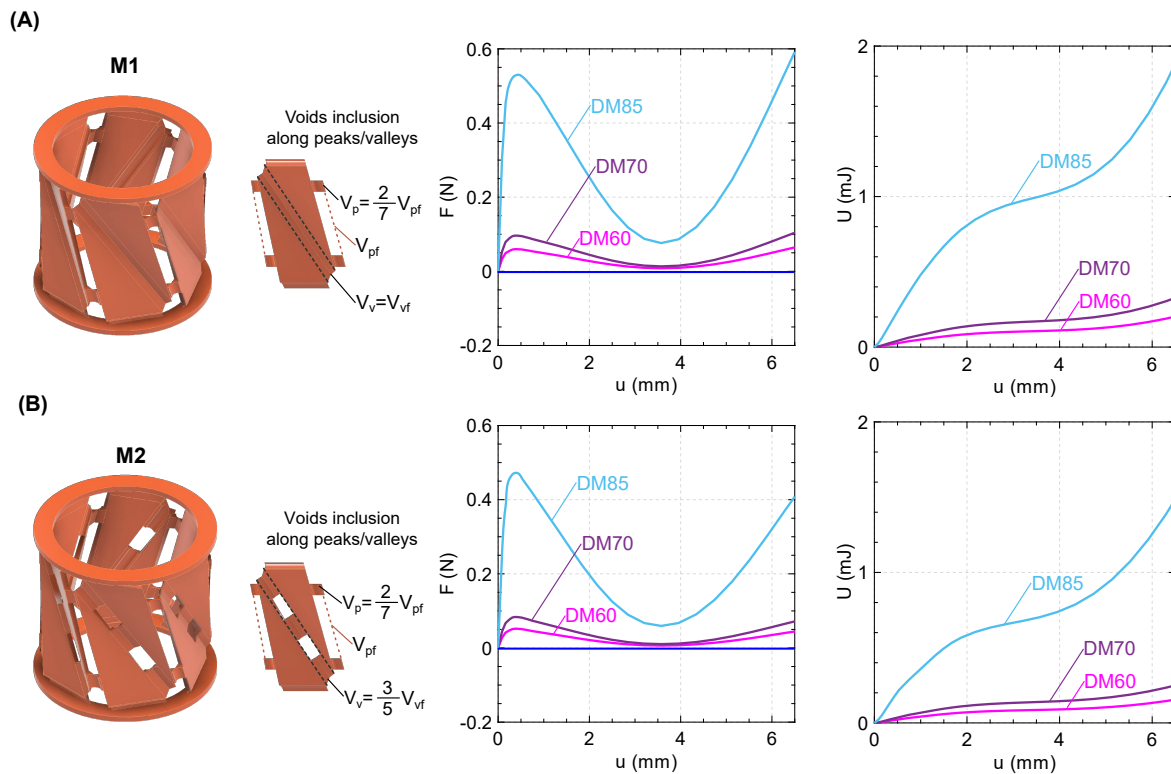 (A)
M1
Voids inclusion
along peaks/valleys
V_p = 2/7 V_pf
V_pf
V_v=V_vf
0.6
0.4
0.2
0
-0.2
F (N)
DM85
DM70
DM60
0 2 4 6
u (mm)
2
1
0
U (mJ)
DM85
DM70
DM60
0 2 4 6
u (mm)
(B)
M2
Voids inclusion
along peaks/valleys
V_p = 2/7 V_pf
V_pf
V_v = 3/5 V_vf
0.6
0.4
0.2
0
-0.2
F (N)
DM85
DM70
DM60
0 2 4 6
u (mm)
2
1
0
U (mJ)
DM85
DM70
DM60
0 2 4 6
u (mm)